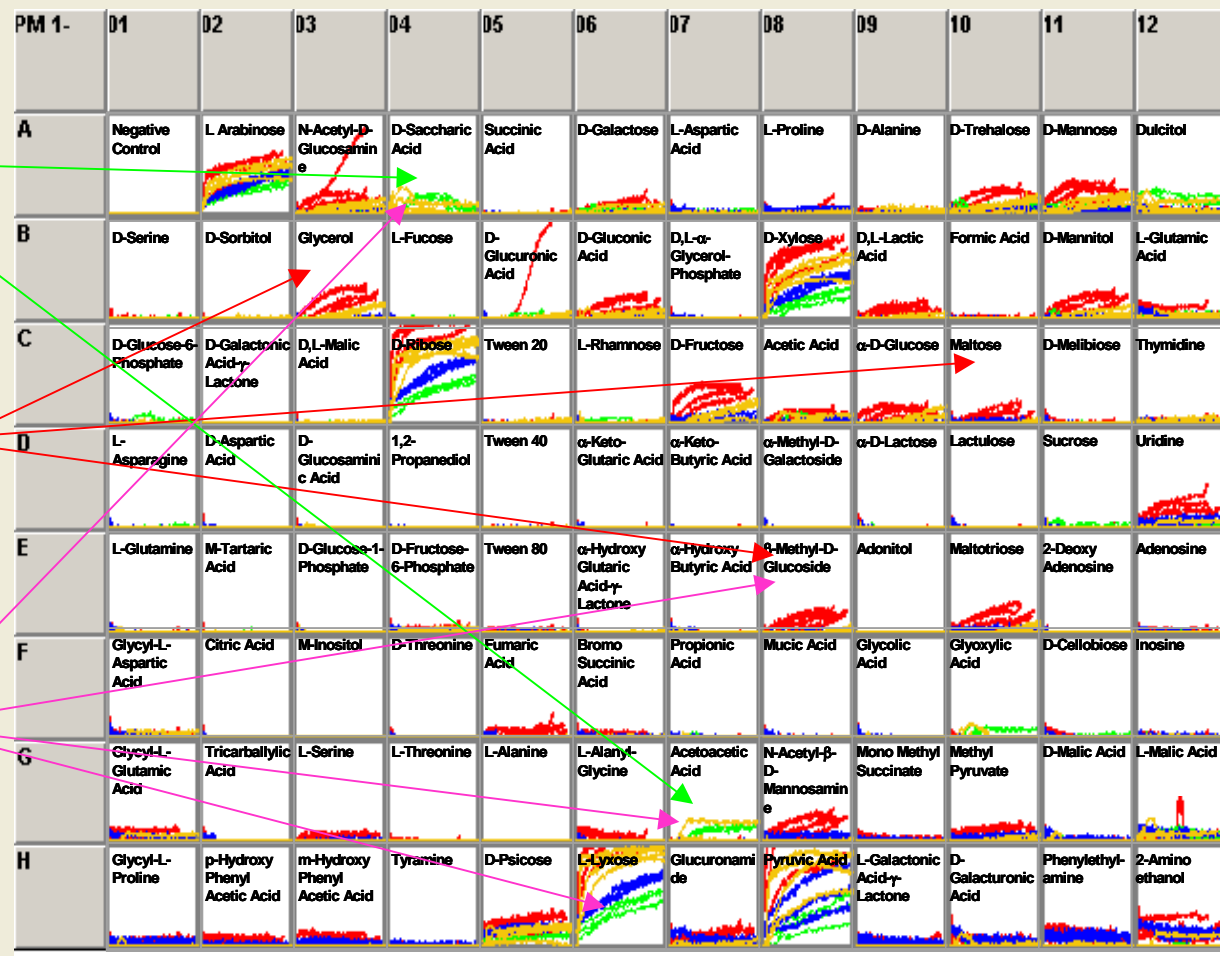 PM 1- 01 02 03 04 05 06 07 08 09 10 11 12
A
Negative
Control
L Arabinose
N-Acetyl-D-
Glucosamin
e
D-Saccharic
Acid
Succinic
Acid
D-Galactose
L-Aspartic
Acid
L-Proline
D-Alanine
D-Trehalose
D-Mannose
Dulcitol
B
D-Serine
D-Sorbitol
Glycerol
L-Fucose
D-
Glucuronic
Acid
D-Gluconic
Acid
D,L-α-
Glycerol-
Phosphate
D-Xylose
D,L-Lactic
Acid
Formic Acid
D-Mannitol
L-Glutamic
Acid
C
D-Glucose-6-
Phosphate
D-Galactonic
Acid-γ-
Lactone
D,L-Malic
Acid
D-Ribose
Tween 20
L-Rhamnose
D-Fructose
Acetic Acid
α-D-Glucose
Maltose
D-Melibiose
Thymidine
D
L-
Asparagine
D-Aspartic
Acid
D-
Glucosamini
c Acid
1,2-
Propanediol
Tween 40
α-Keto-
Glutaric Acid
α-Keto-
Butyric Acid
α-Methyl-D-
Galactoside
α-D-Lactose
Lactulose
Sucrose
Uridine
E
L-Glutamine
M-Tartaric
Acid
D-Glucose-1-
Phosphate
D-Fructose-
6-Phosphate
Tween 80
α-Hydroxy
Glutaric
Acid-γ-
Lactone
α-Hydroxy
Butyric Acid
β-Methyl-D-
Glucoside
Adonitol
Maltotriose
2-Deoxy
Adenosine
Adenosine
F
Glycyl-L-
Aspartic
Acid
Citric Acid
M-Inositol
D-Threonine
Fumaric
Acid
Bromo
Succinic
Acid
Propionic
Acid
Mucic Acid
Glycolic
Acid
Glyoxylic
Acid
D-Cellobiose
Inosine
G
Glycyl-L-
Glutamic
Acid
Tricarballylic
Acid
L-Serine
L-Threonine
L-Alanine
L-Alanyl-
Glycine
Acetoacetic
Acid
N-Acetyl-β-
D-
Mannosamin
e
Mono Methyl
Succinate
Methyl
Pyruvate
D-Malic Acid
L-Malic Acid
H
Glycyl-L-
Proline
p-Hydroxy
Phenyl
Acetic Acid
m-Hydroxy
Phenyl
Acetic Acid
Tyramine
D-Psicose
L-Lyxose
Glucuronami
de
Pyruvic Acid
L-Galactonic
Acid-γ-
Lactone
D-
Galacturonic
Acid
Phenylethyl-
amine
2-Amino
ethanol